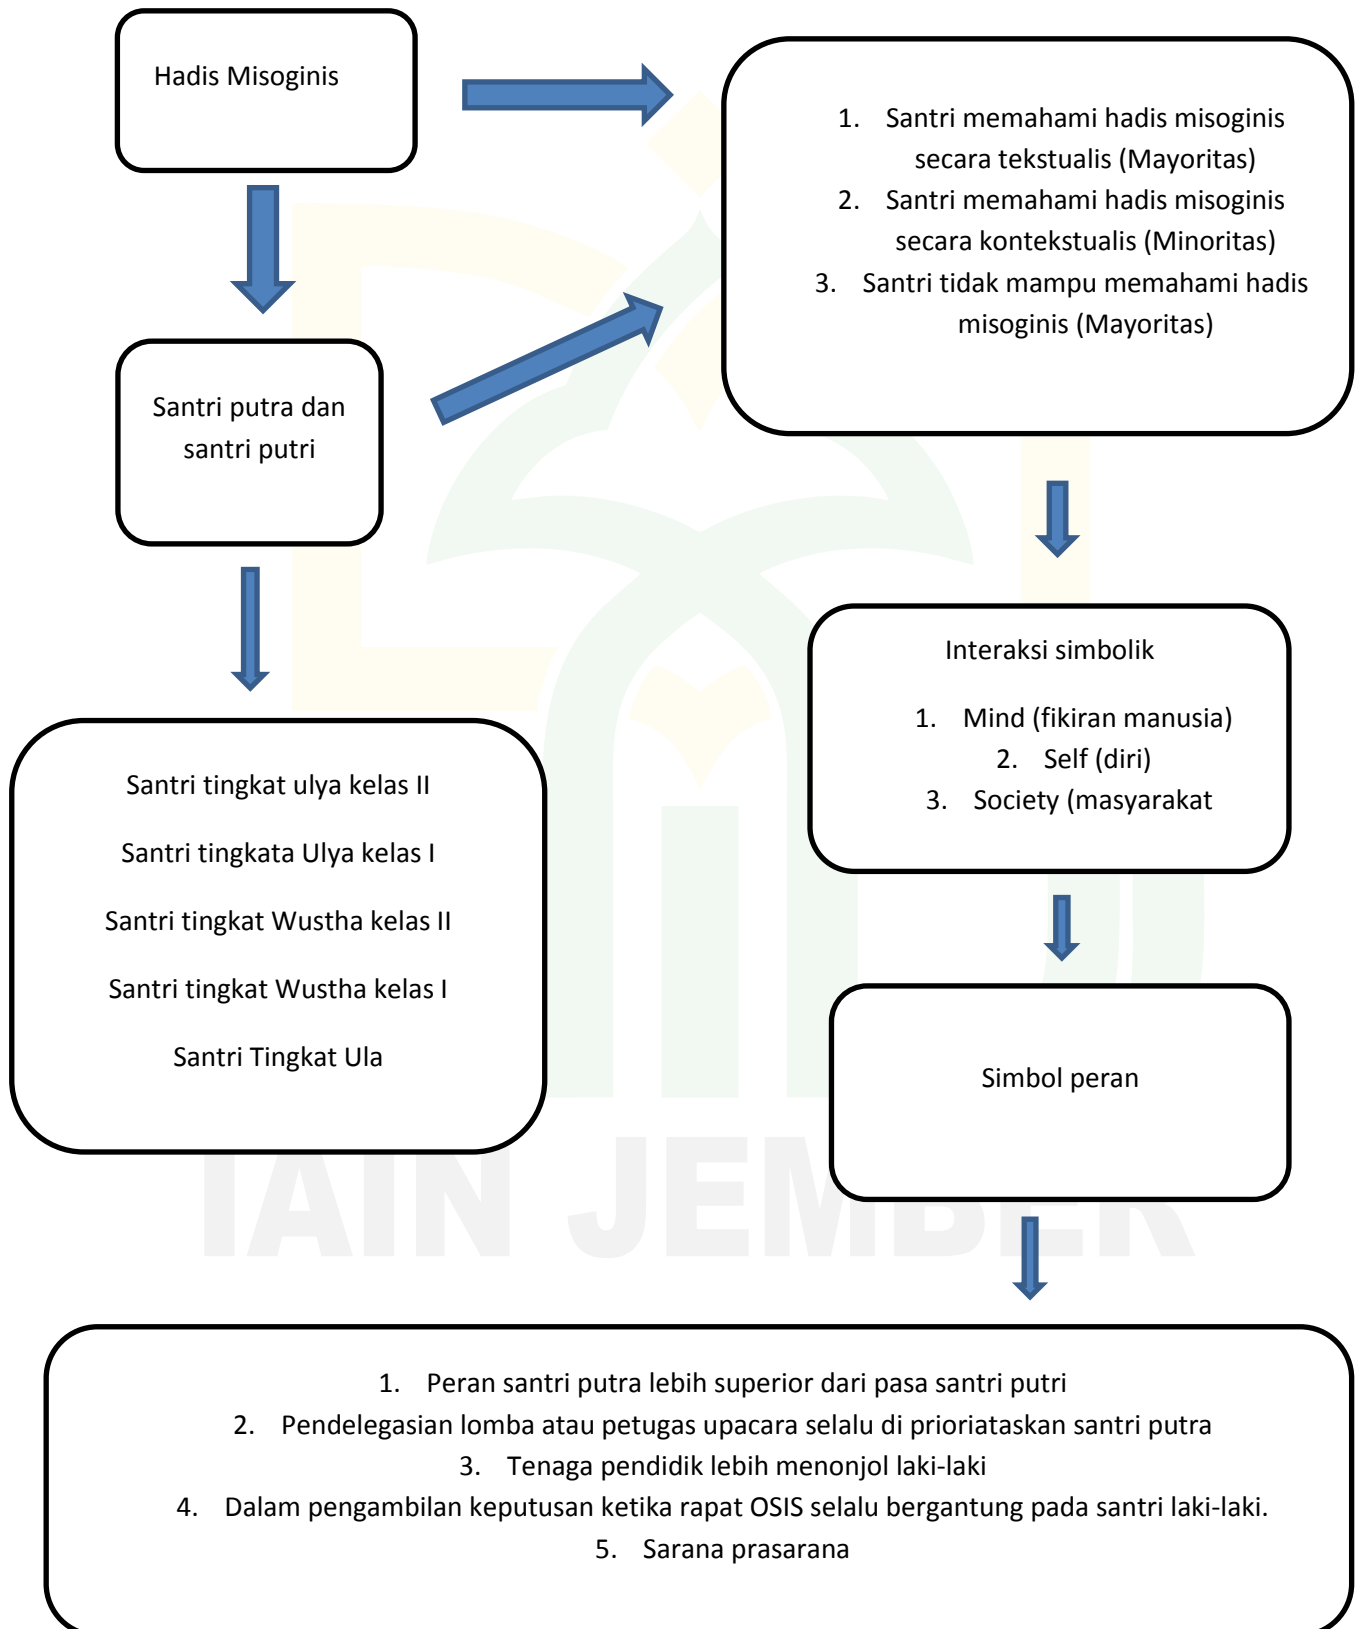 Hadis Misoginis
1. Santri memahami hadis misoginis
secara tekstualis (Mayoritas)
2. Santri memahami hadis misoginis
secara kontekstualis (Minoritas)
3. Santri tidak mampu memahami hadis
misoginis (Mayoritas)
Santri putra dan
santri putri
Interaksi simbolik
1. Mind (fikiran manusia)
2. Self (diri)
3. Society (masyarakat
Santri tingkat ulya kelas II
Santri tingkata Ulya kelas I
Santri tingkat Wustha kelas II
Santri tingkat Wustha kelas I
Santri Tingkat Ula
Simbol peran
IAIN JEMBER
1. Peran santri putra lebih superior dari pasa santri putri
2. Pendelegasian lomba atau petugas upacara selalu di prioriataskan santri putra
3. Tenaga pendidik lebih menonjol laki-laki
4. Dalam pengambilan keputusan ketika rapat OSIS selalu bergantung pada santri laki-laki.
5. Sarana prasarana